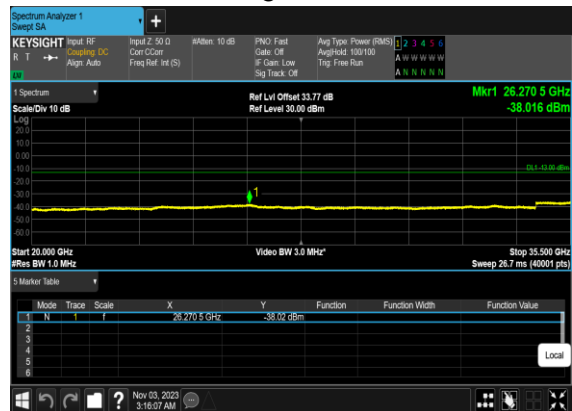 Spectrum Analyzer 1
Swept SA
+
KEYSIGHT Input: RF Input Z: 50 Ω #Atten: 10 dB PNO: Fast Avg Type: Power (RMS) 1 2 3 4 5 6
R T Coupling: DC Corr CCorr Gate: Off Avg|Hold: 100/100 A W W W W W
Align: Auto Freq Ref: Int (S) IF Gain: Low Trig: Free Run
Sig Track: Off A N N N N N
1 Spectrum Ref Lvl Offset 33.77 dB Mkr1 26.270 5 GHz
Scale/Div 10 dB Ref Level 30.00 dBm -38.016 dBm
Log
20.0
10.0
0.00
-10.0 DL1 -13.00 dBm
-20.0
-30.0 1
-40.0
-50.0
-60.0
Start 20.000 GHz Video BW 3.0 MHz* Stop 35.500 GHz
#Res BW 1.0 MHz Sweep 26.7 ms (40001 pts)
5 Marker Table
Mode Trace Scale X Y Function Function Width Function Value
1 N 1 f 26.270 5 GHz -38.02 dBm
2
3
4
5
6
Local
? Nov 03, 2023
3:16:07 AM